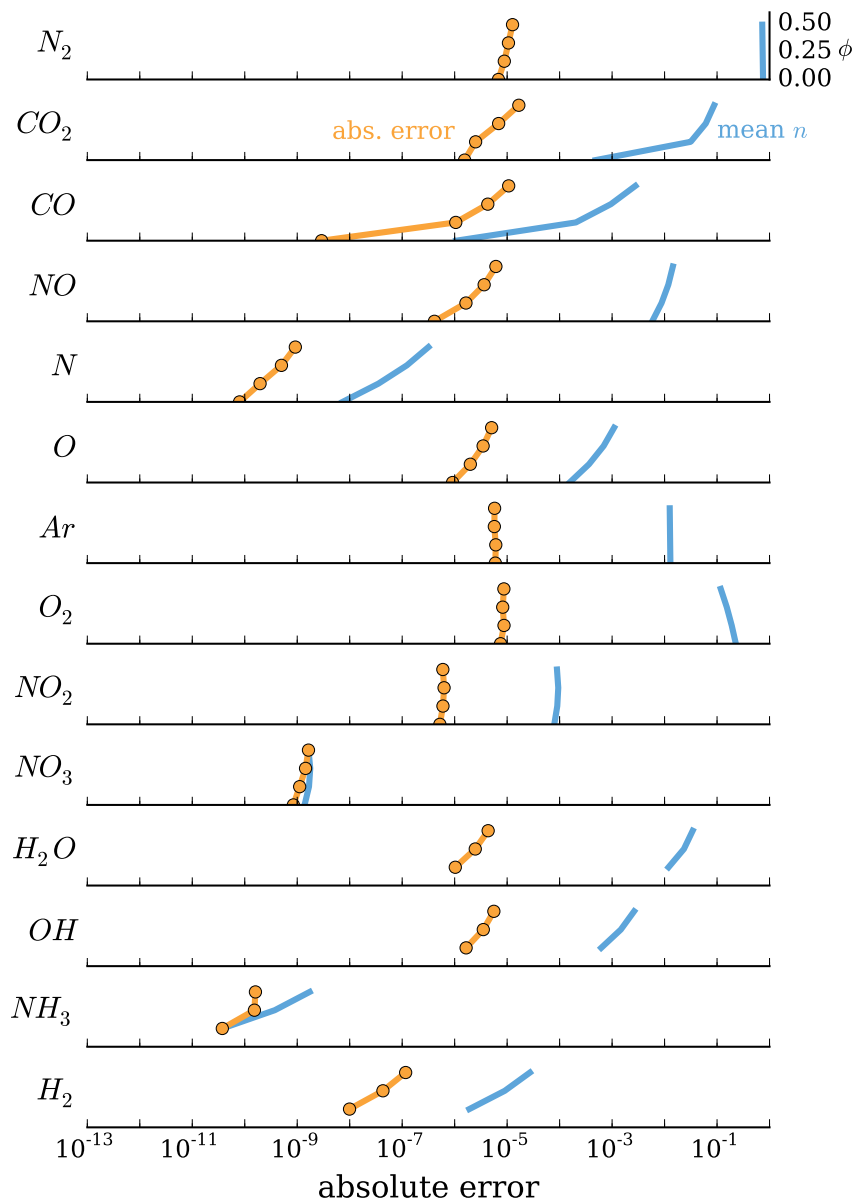 N₂
0.50
0.25 ϕ
0.00
CO₂ abs. error mean n
CO
NO
N
O
Ar
O₂
NO₂
NO₃
H₂O
OH
NH₃
H₂
10⁻¹³ 10⁻¹¹ 10⁻⁹ 10⁻⁷ 10⁻⁵ 10⁻³ 10⁻¹
absolute error